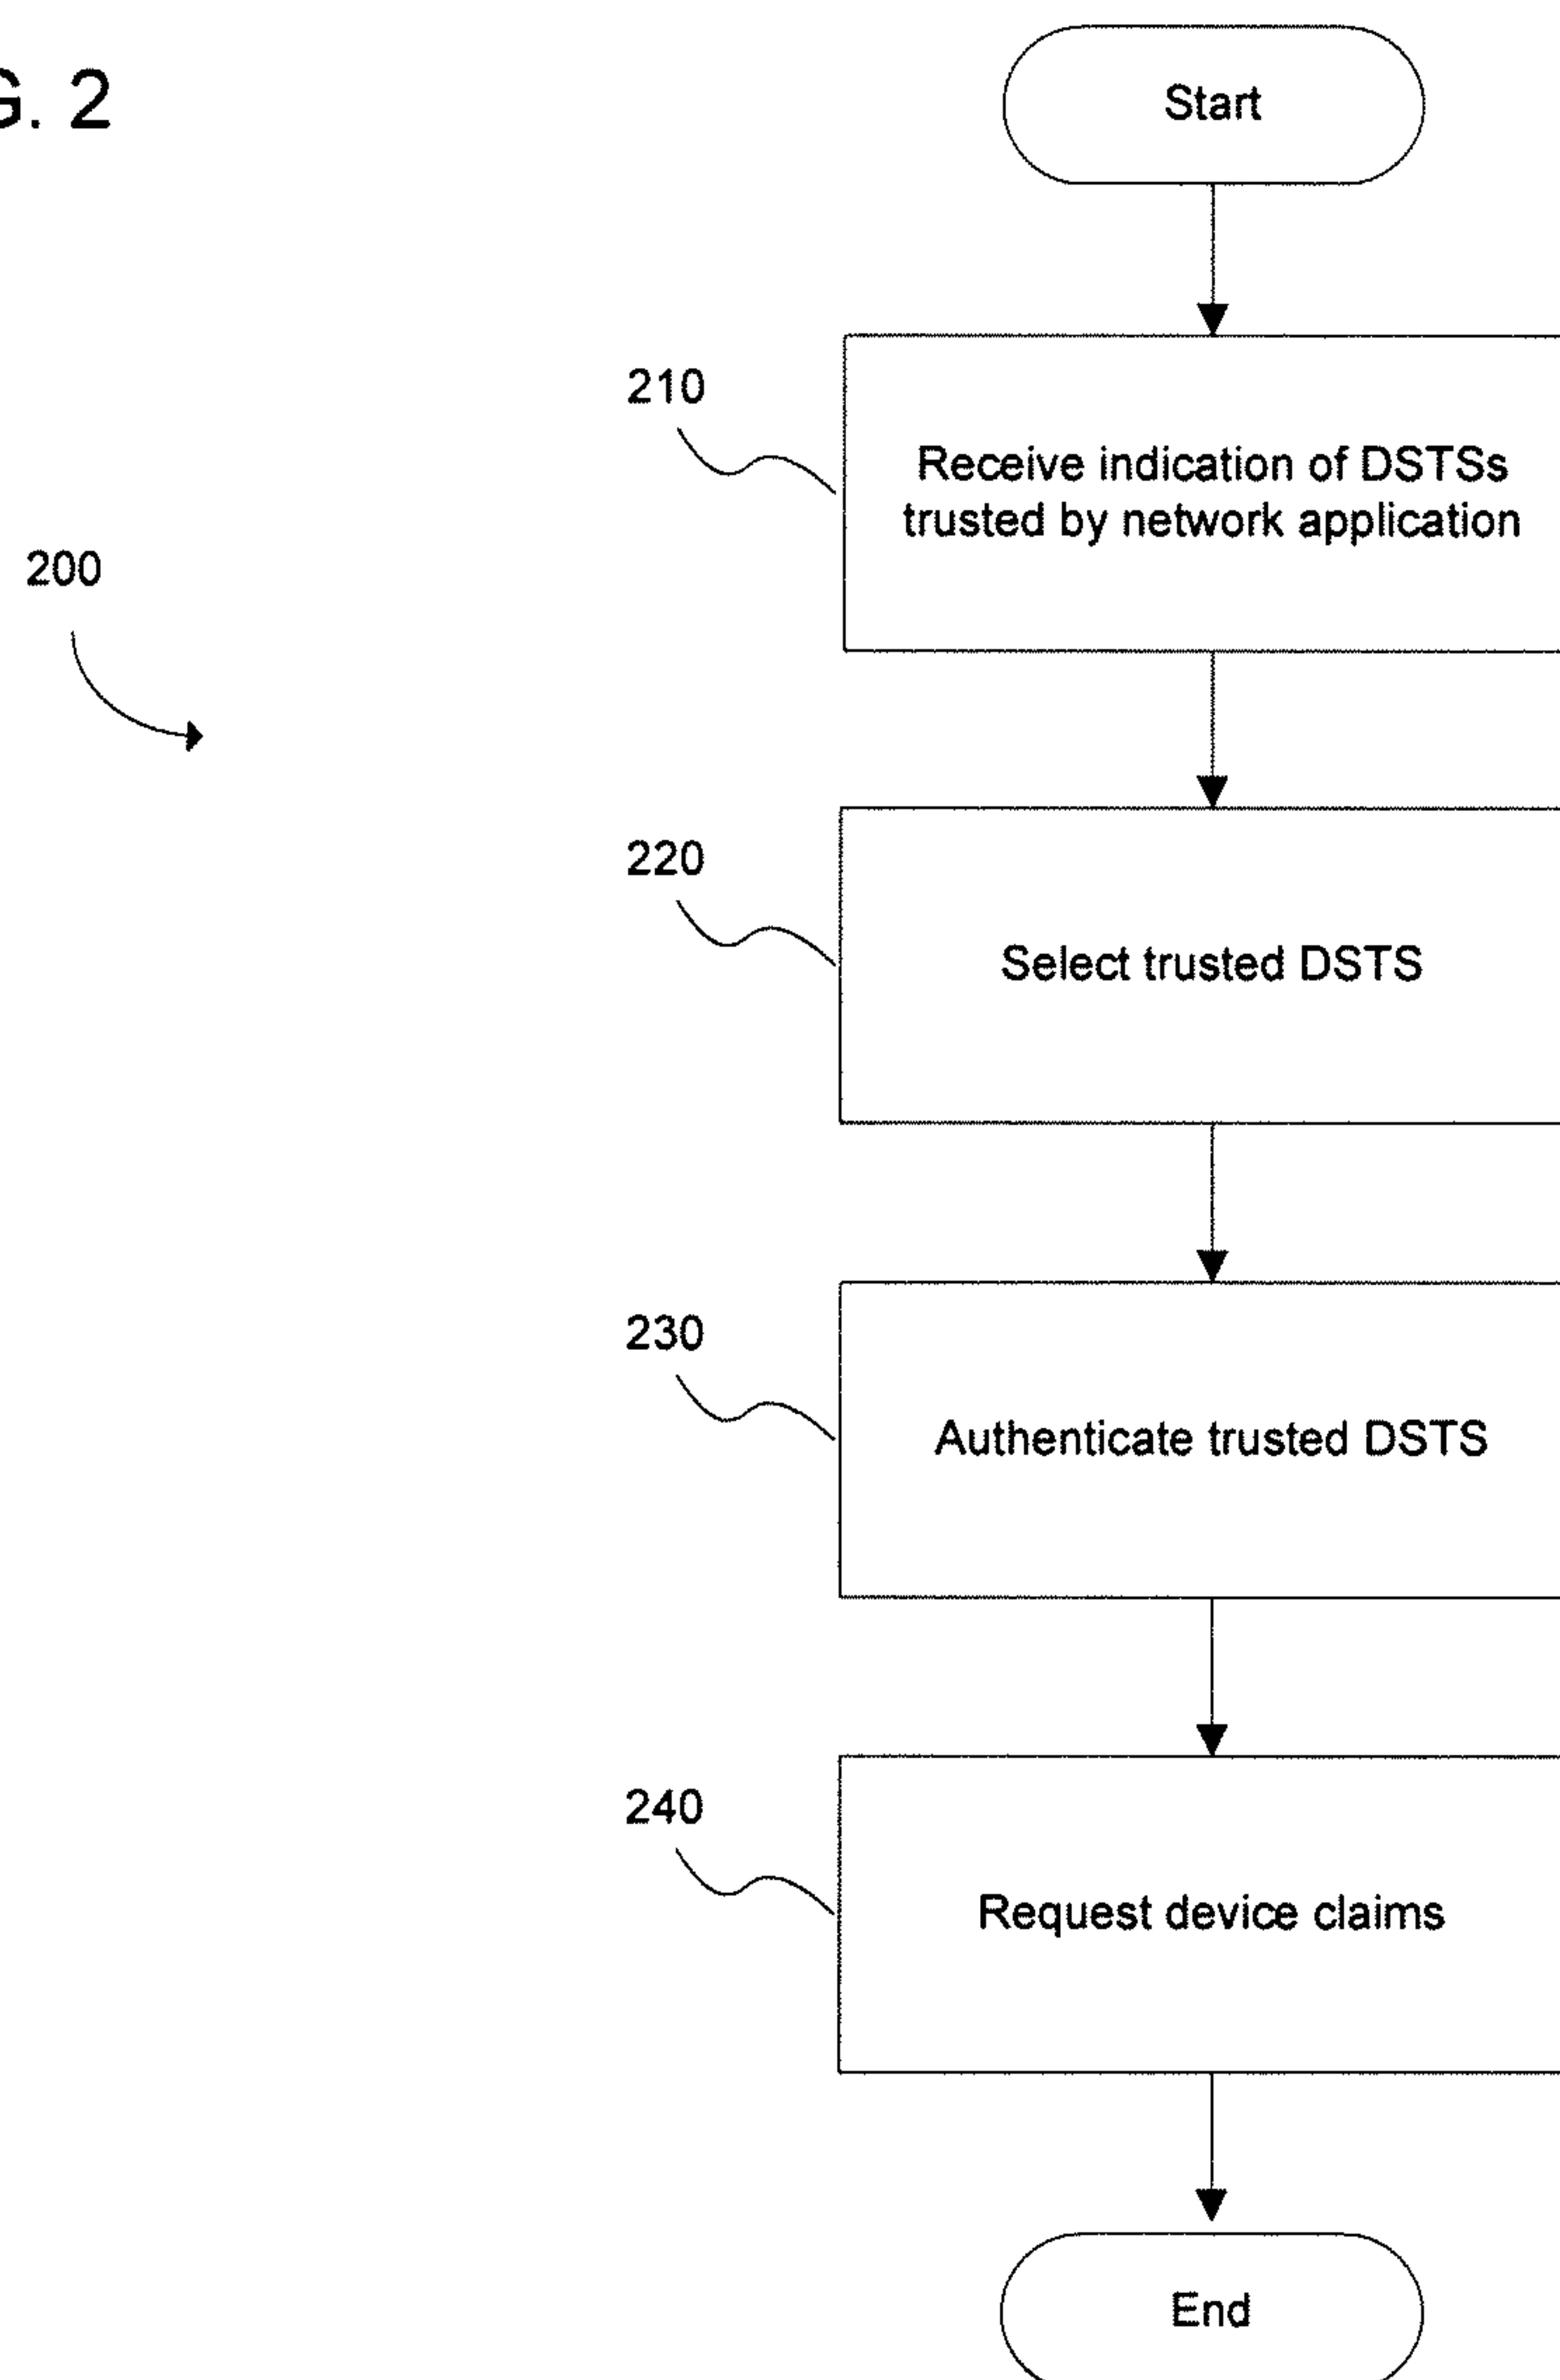 G. 2
Start
210
Receive indication of DSTSs
trusted by network application
200
220
Select trusted DSTS
230
Authenticate trusted DSTS
240
Request device claims
End